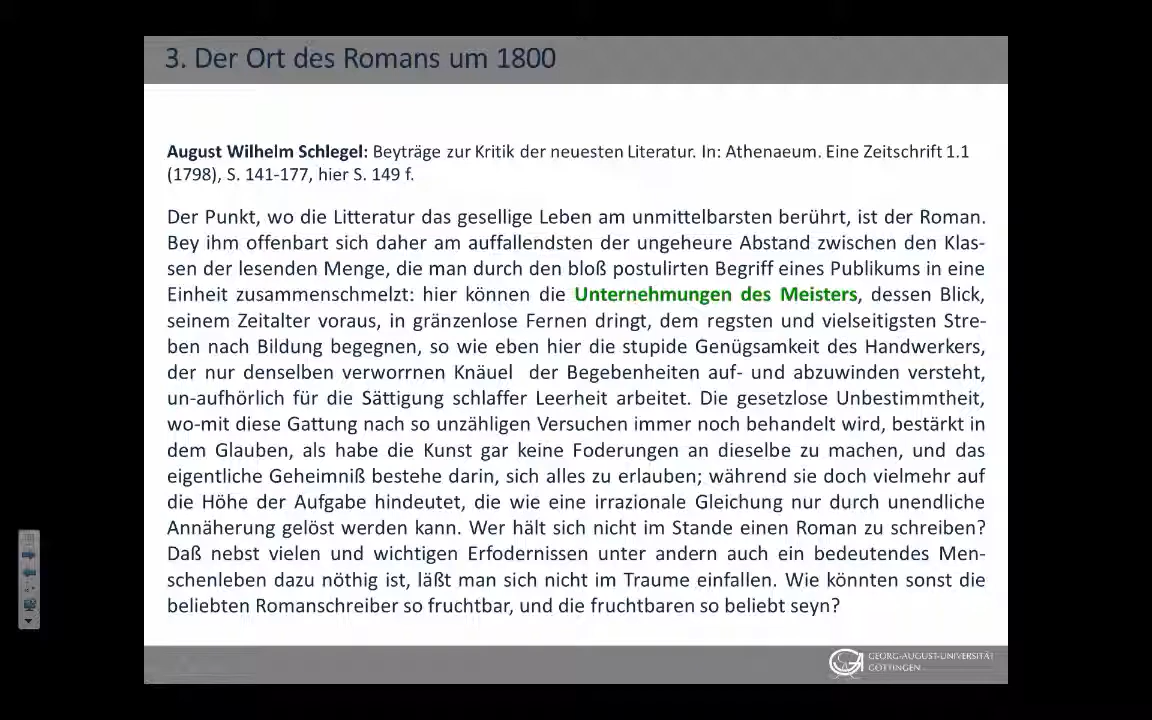 3. Der Ort des Romans um 1800
August Wilhelm Schlegel: Beyträge zur Kritik der neuesten Literatur. In: Athenaeum. Eine Zeitschrift 1.1
(1798), S. 141-177, hier S. 149 f.
Der Punkt, wo die Litteratur das gesellige Leben am unmittelbarsten berührt, ist der Roman.
Bey ihm offenbart sich daher am auffallendsten der ungeheure Abstand zwischen den Klas-
sen der lesenden Menge, die man durch den bloß postulirten Begriff eines Publikums in eine
Einheit zusammenschmelzt: hier können die Unternehmungen des Meisters, dessen Blick,
seinem Zeitalter voraus, in gränzenlose Fernen dringt, dem regsten und vielseitigsten Stre-
ben nach Bildung begegnen, so wie eben hier die stupide Genügsamkeit des Handwerkers,
der nur denselben verworrnen Knäuel der Begebenheiten auf- und abzuwinden versteht,
un-aufhörlich für die Sättigung schlaffer Leerheit arbeitet. Die gesetzlose Unbestimmtheit,
wo-mit diese Gattung nach so unzähligen Versuchen immer noch behandelt wird, bestärkt in
dem Glauben, als habe die Kunst gar keine Foderungen an dieselbe zu machen, und das
eigentliche Geheimniß bestehe darin, sich alles zu erlauben; während sie doch vielmehr auf
die Höhe der Aufgabe hindeutet, die wie eine irrazionale Gleichung nur durch unendliche
Annäherung gelöst werden kann. Wer hält sich nicht im Stande einen Roman zu schreiben?
Daß nebst vielen und wichtigen Erfodernissen unter andern auch ein bedeutendes Men-
schenleben dazu nöthig ist, läßt man sich nicht im Traume einfallen. Wie könnten sonst die
beliebten Romanschreiber so fruchtbar, und die fruchtbaren so beliebt seyn?
GEORG-AUGUST-UNIVERSITÄT
GÖTTINGEN